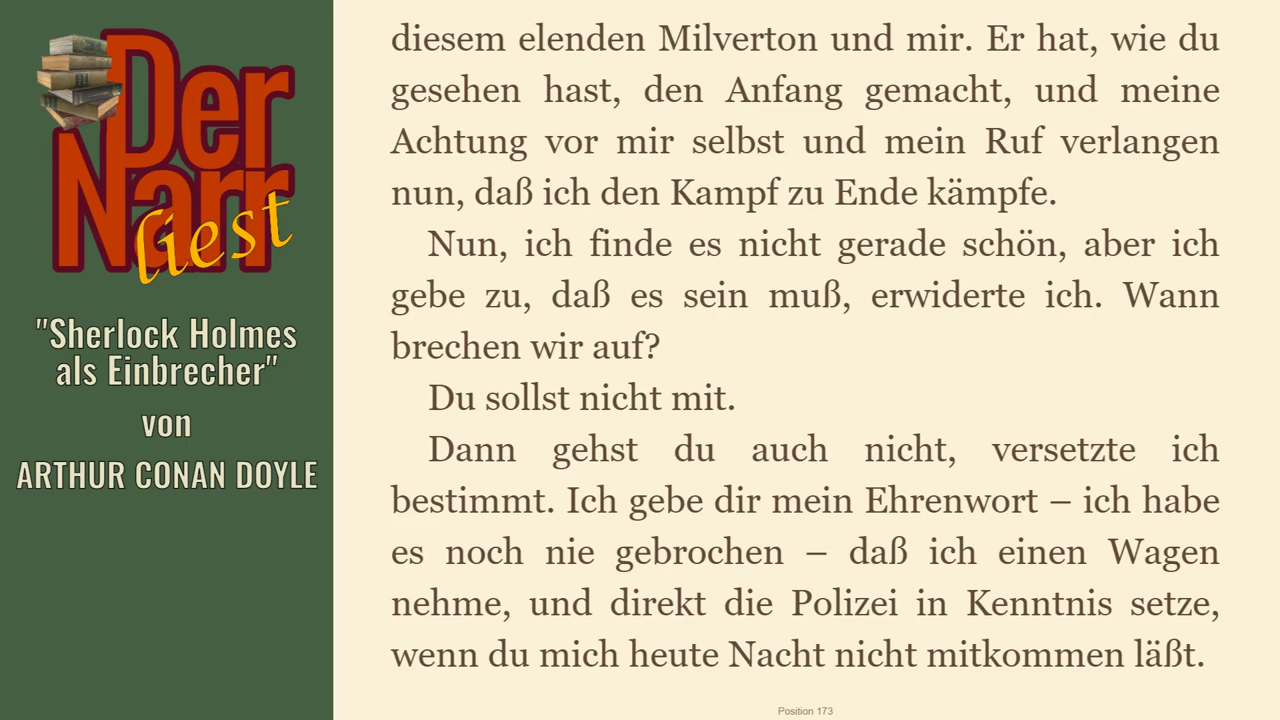 Der
Narr
liest
"Sherlock Holmes
als Einbrecher"
von
ARTHUR CONAN DOYLE
diesem elenden Milverton und mir. Er hat, wie du
gesehen hast, den Anfang gemacht, und meine
Achtung vor mir selbst und mein Ruf verlangen
nun, daß ich den Kampf zu Ende kämpfe.
Nun, ich finde es nicht gerade schön, aber ich
gebe zu, daß es sein muß, erwiderte ich. Wann
brechen wir auf?
Du sollst nicht mit.
Dann gehst du auch nicht, versetzte ich
bestimmt. Ich gebe dir mein Ehrenwort – ich habe
es noch nie gebrochen – daß ich einen Wagen
nehme, und direkt die Polizei in Kenntnis setze,
wenn du mich heute Nacht nicht mitkommen läßt.
Position 173